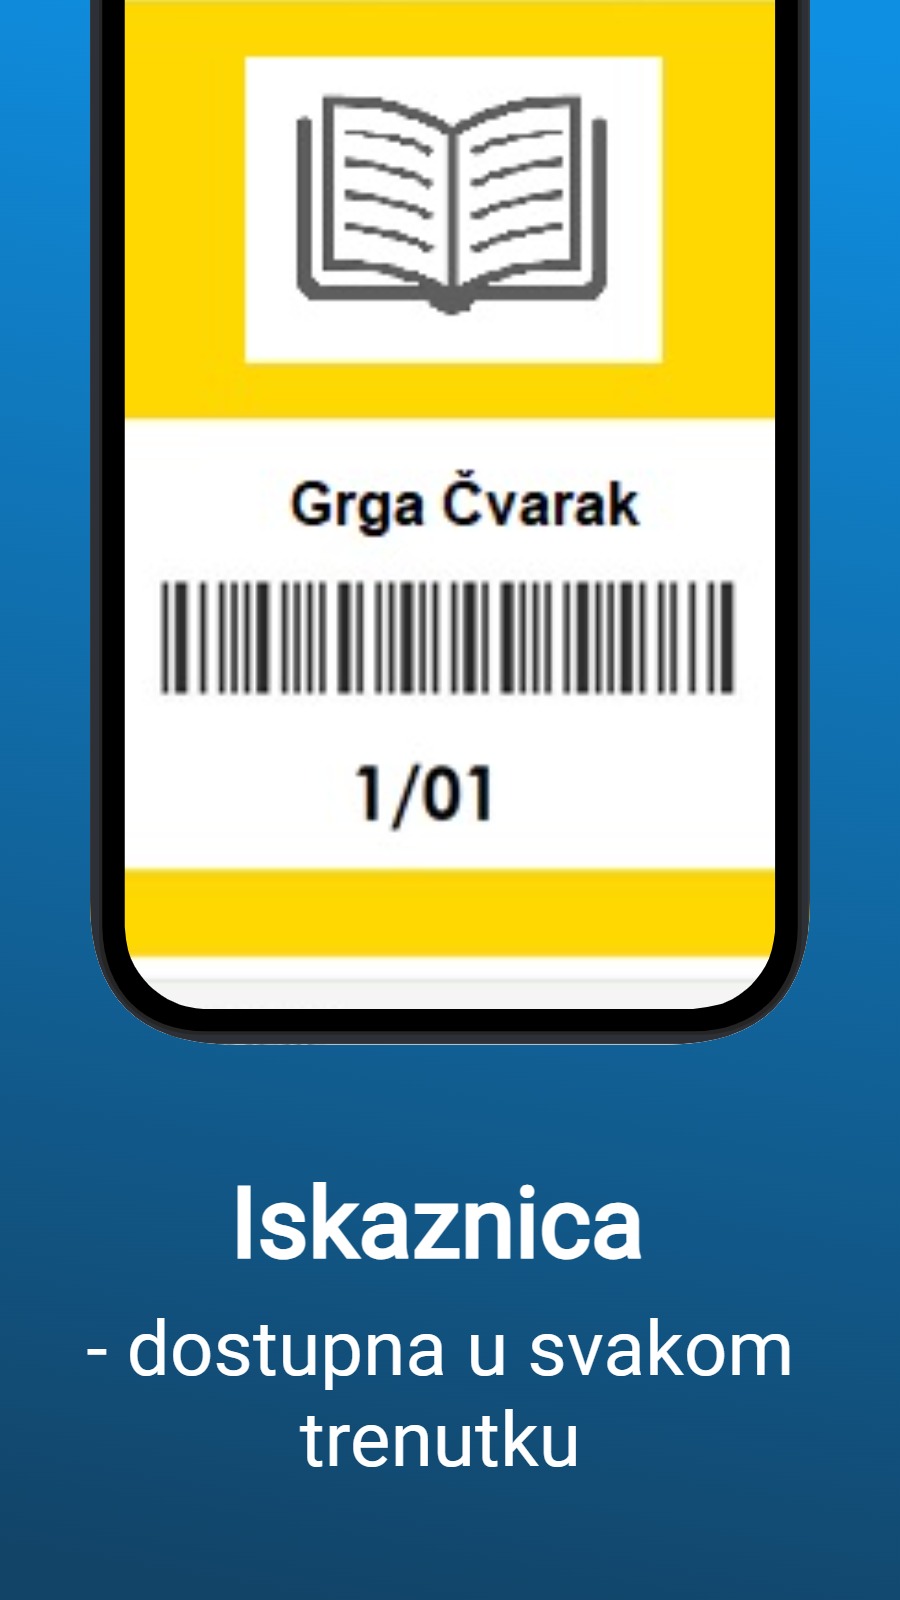 Grga Čvarak
1/01
Iskaznica
- dostupna u svakom
trenutku